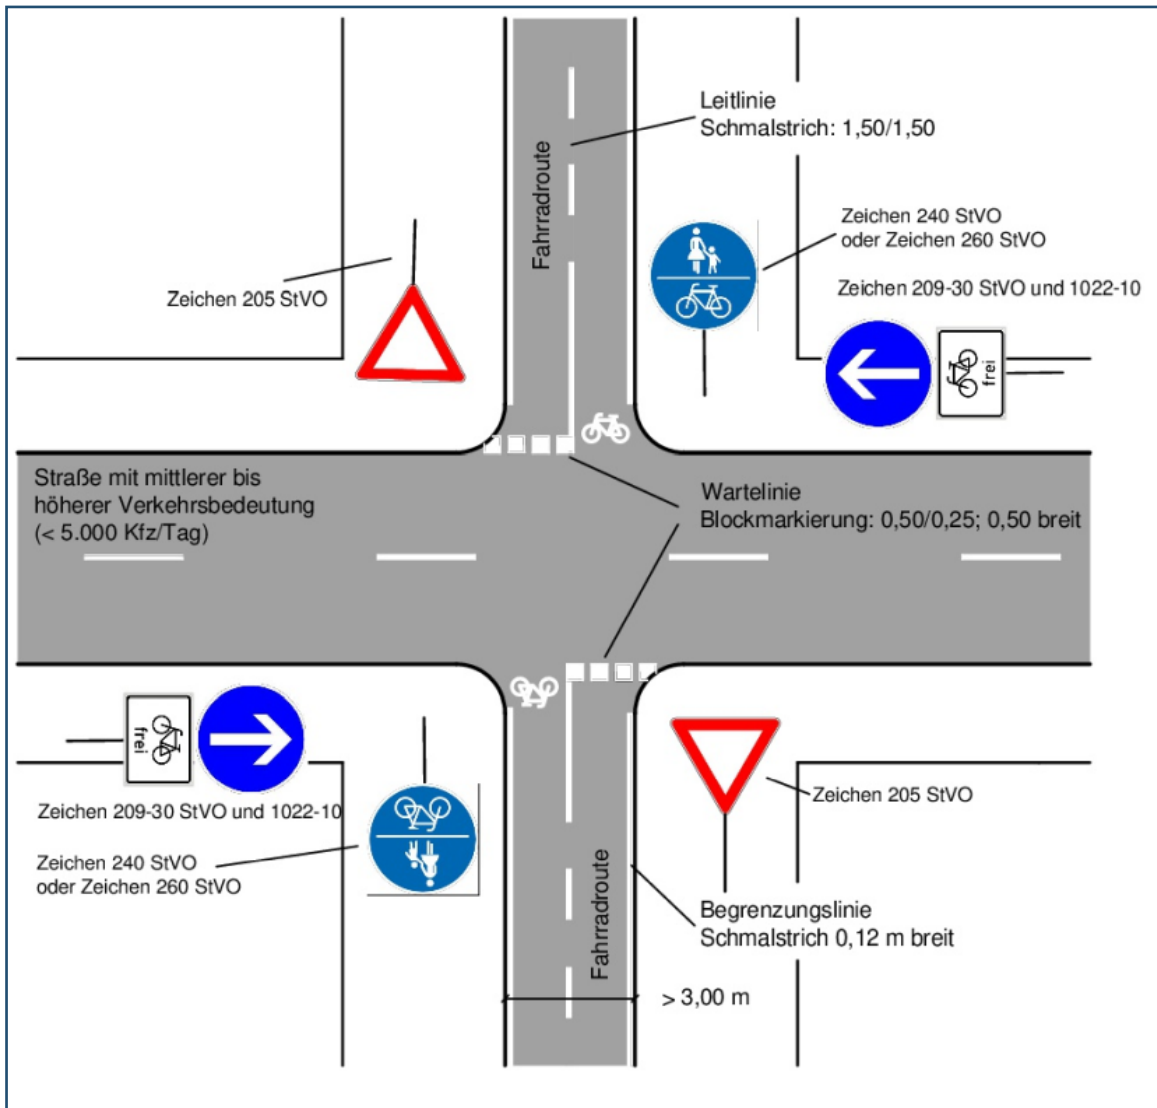 Leitlinie
Schmalstrich: 1,50/1,50
Fahrradroute
Zeichen 240 StVO
oder Zeichen 260 StVO
Zeichen 205 StVO
Zeichen 209-30 StVO und 1022-10
frei
Straße mit mittlerer bis
höherer Verkehrsbedeutung
(< 5.000 Kfz/Tag)
Wartelinie
Blockmarkierung: 0,50/0,25; 0,50 breit
frei
Zeichen 209-30 StVO und 1022-10
Zeichen 205 StVO
Zeichen 240 StVO
oder Zeichen 260 StVO
Fahrradroute
Begrenzungslinie
Schmalstrich 0,12 m breit
> 3,00 m